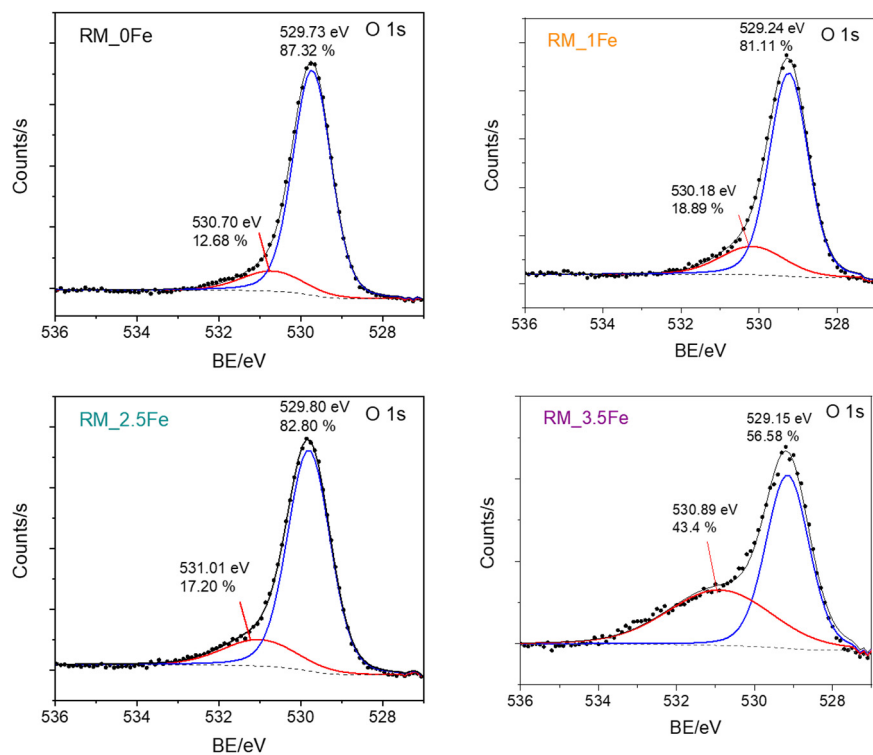 RM_0Fe
529.73 eV
87.32 %
O 1s
530.70 eV
12.68 %
Counts/s
536 534 532 530 528
BE/eV
RM_1Fe
529.24 eV
81.11 %
O 1s
530.18 eV
18.89 %
Counts/s
536 534 532 530 528
BE/eV
RM_2.5Fe
529.80 eV
82.80 %
O 1s
531.01 eV
17.20 %
Counts/s
536 534 532 530 528
BE/eV
RM_3.5Fe
529.15 eV
56.58 %
O 1s
530.89 eV
43.4 %
Counts/s
536 534 532 530 528
BE/eV